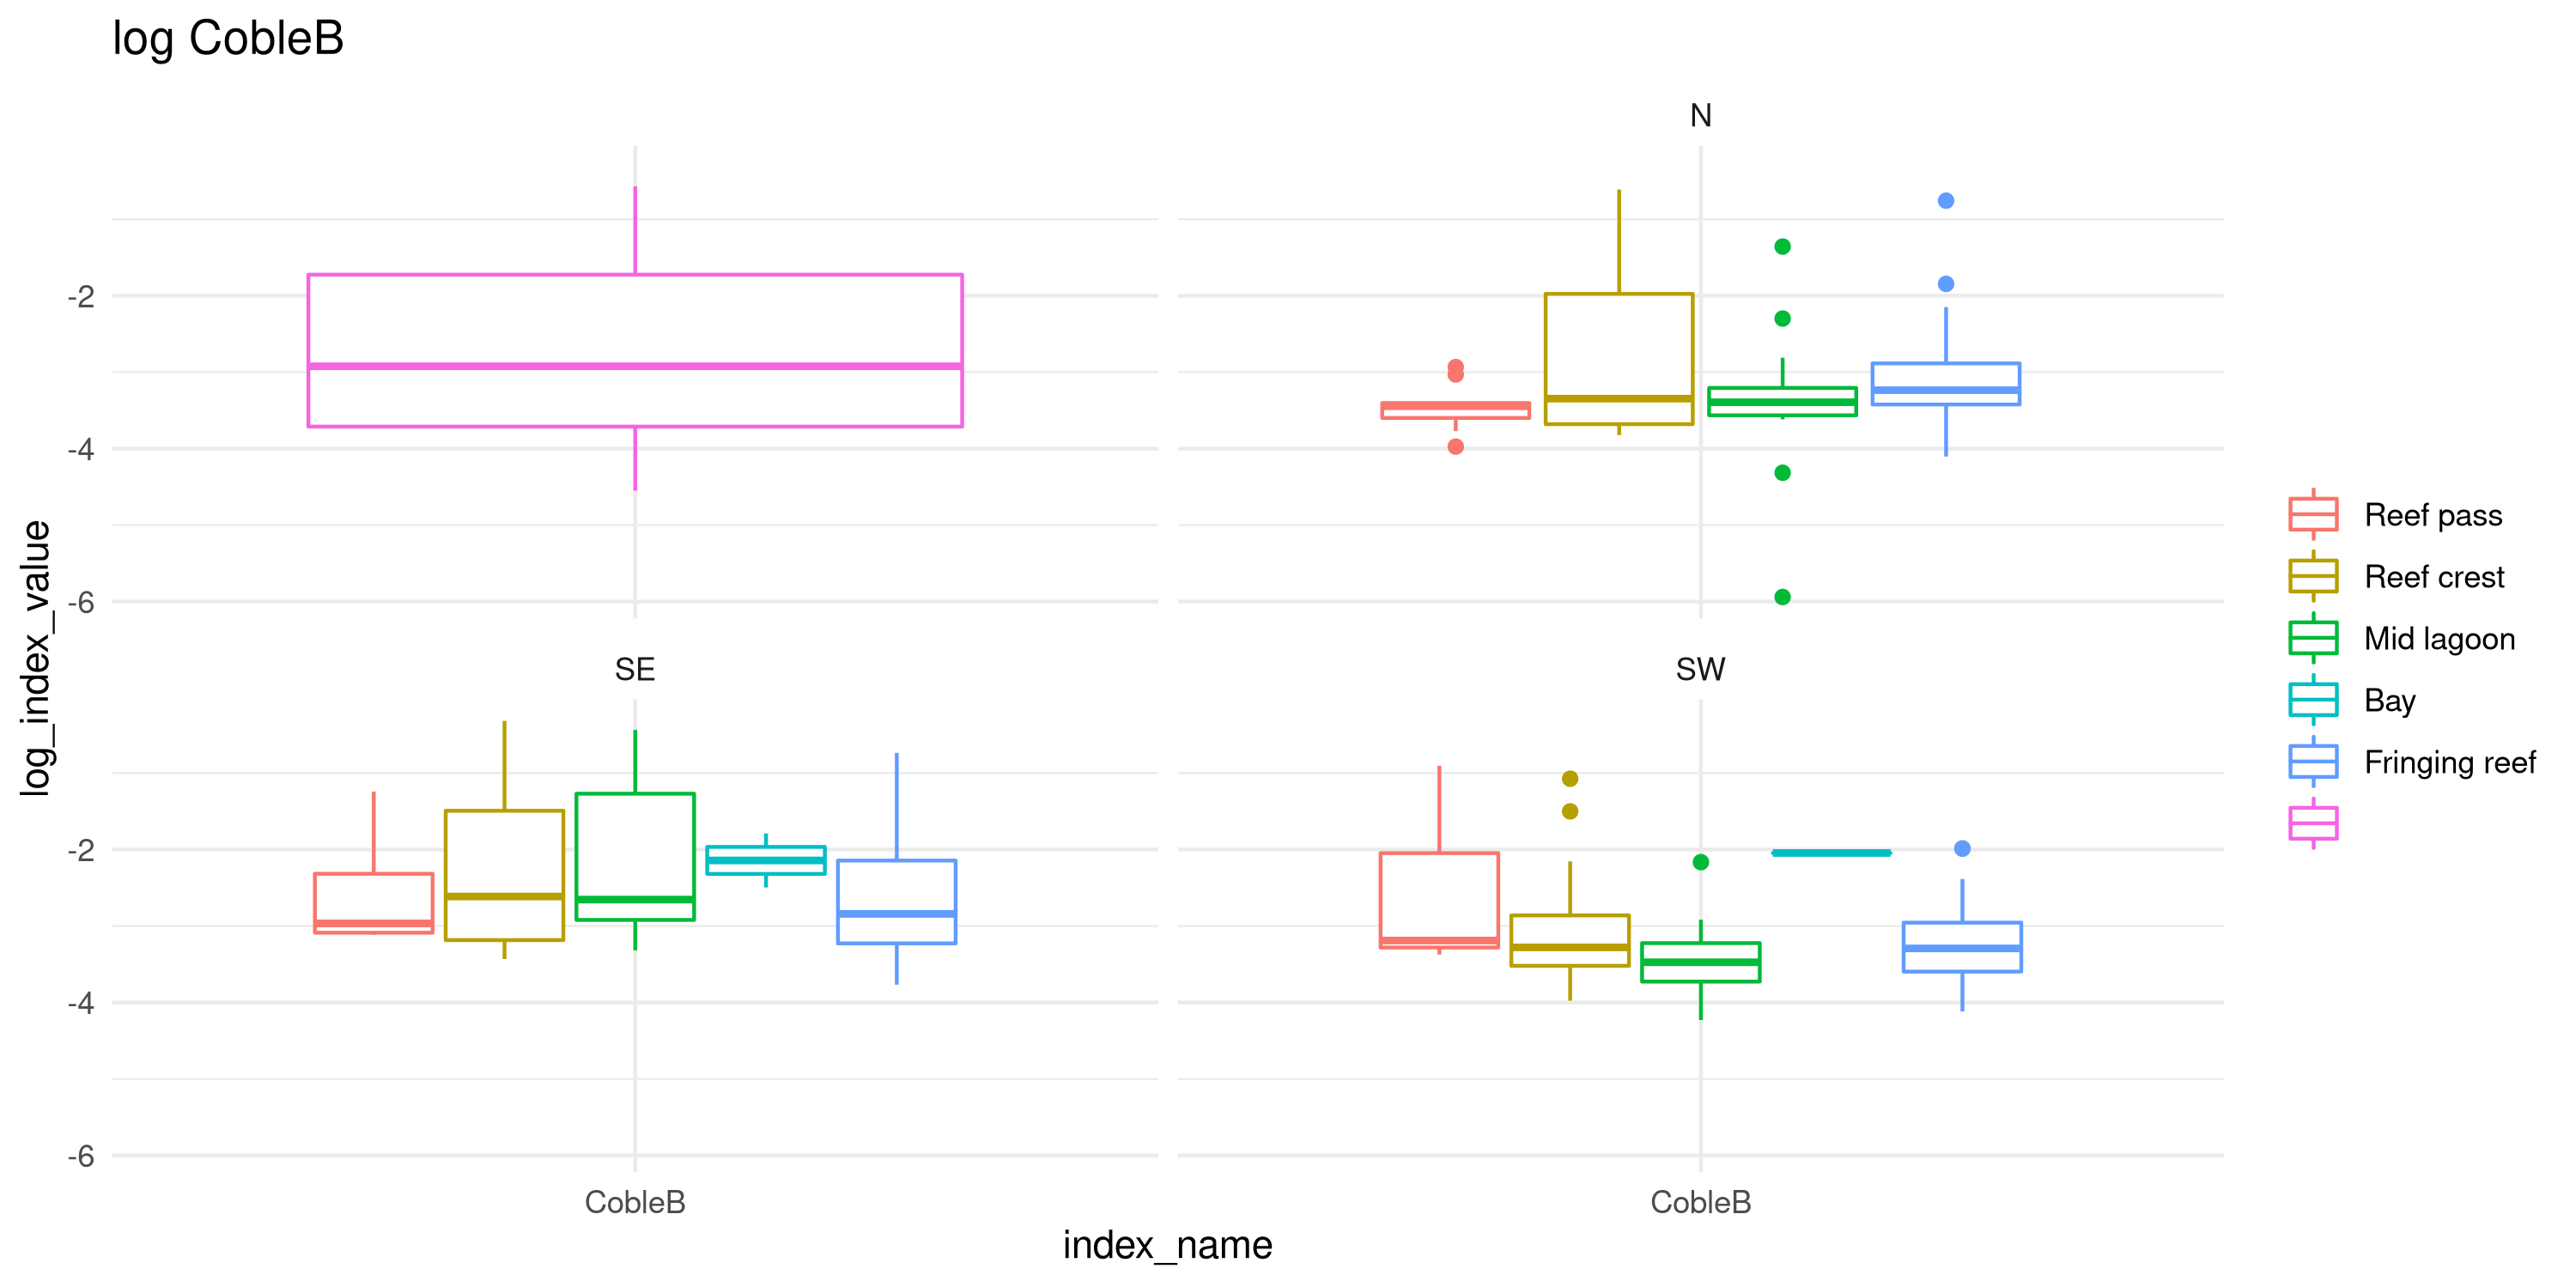 log CobleB
N
-2
-4
-6
SE
SW
-2
-4
-6
CobleB
CobleB
index_name
log_index_value
Reef pass
Reef crest
Mid lagoon
Bay
Fringing reef